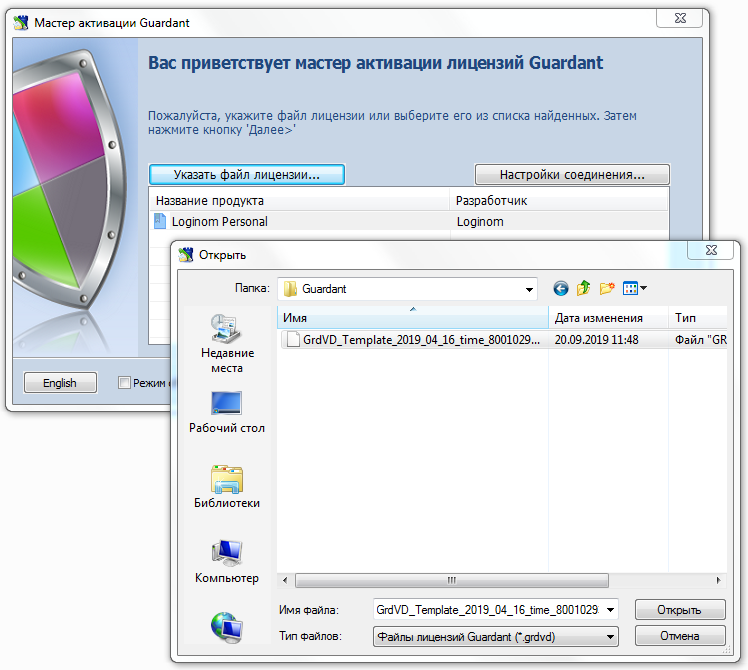 Мастер активации Guardant
Вас приветствует мастер активации лицензий Guardant
Пожалуйста, укажите файл лицензии или выберите его из списка найденных. Затем
нажмите кнопку 'Далее>'
Указать файл лицензии...
Настройки соединения...
Название продукта
Разработчик
Loginom Personal
Loginom
English
Режим
Открыть
Папка:
Guardant
Недавние
места
Рабочий стол
Библиотеки
Компьютер
Имя
Дата изменения
Тип
GrdVD_Template_2019_04_16_time_8001029...
20.09.2019 11:48
Файл "GR
Имя файла:
GrdVD_Template_2019_04_16_time_8001029
Открыть
Тип файлов:
Файлы лицензий Guardant (*.grdvd)
Отмена